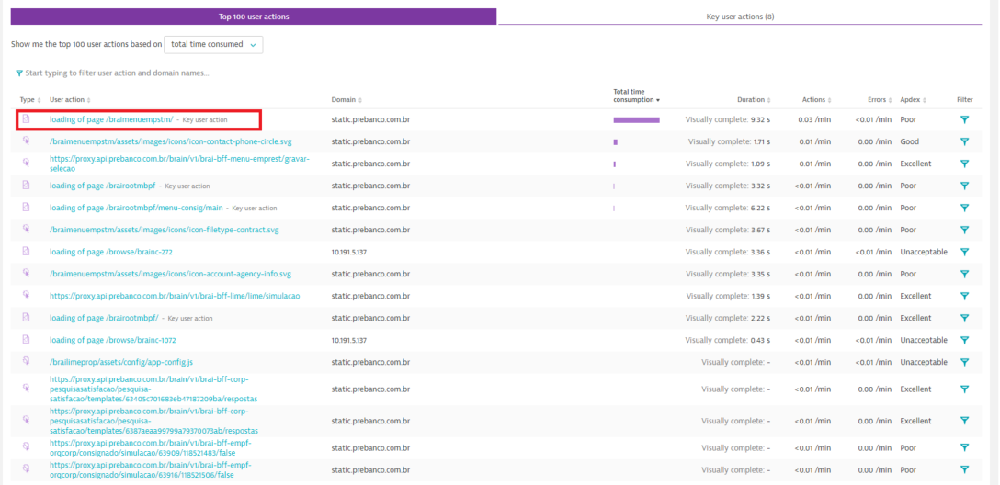 Top 100 user actions
Key user actions (8)
Show me the top 100 user actions based on total time consumed
Start typing to filter user action and domain names...
Type User action Domain Total time consumption Duration Actions Errors Apdex Filter
loading of page /braimenuempstm/ - Key user action static.prebanco.com.br Visually complete: 9.32 s 0.03 /min <0.01 /min Poor
/braimenuempstm/assets/images/icons/icon-contact-phone-circle.svg static.prebanco.com.br Visually complete: 1.71 s 0.01 /min 0.00 /min Good
https://proxy.api.prebanco.com.br/brain/v1/brai-bff-menu-emprest/gravar-
selecao static.prebanco.com.br Visually complete: 1.09 s 0.01 /min 0.00 /min Excellent
loading of page /brairootmbpf - Key user action static.prebanco.com.br Visually complete: 3.32 s <0.01 /min 0.00 /min Poor
loading of page /brairootmbpf/menu-consig/main - Key user action static.prebanco.com.br Visually complete: 6.22 s <0.01 /min 0.00 /min Poor
/braimenuempstm/assets/images/icons/icon-filetype-contract.svg static.prebanco.com.br Visually complete: 3.67 s <0.01 /min 0.00 /min Poor
loading of page /browse/brainc-272 10.191.5.137 Visually complete: 3.36 s <0.01 /min <0.01 /min Unacceptable
/braimenuempstm/assets/images/icons/icon-account-agency-info.svg static.prebanco.com.br Visually complete: 3.35 s <0.01 /min 0.00 /min Poor
https://proxy.api.prebanco.com.br/brain/v1/brai-bff-lime/lime/simulacao static.prebanco.com.br Visually complete: 1.39 s <0.01 /min 0.00 /min Excellent
loading of page /brairootmbpf/ - Key user action static.prebanco.com.br Visually complete: 2.22 s <0.01 /min 0.00 /min Excellent
loading of page /browse/brainc-1072 10.191.5.137 Visually complete: 0.43 s <0.01 /min <0.01 /min Unacceptable
/brailimeprop/assets/config/app-config.js static.prebanco.com.br Visually complete: - <0.01 /min <0.01 /min Unacceptable
https://proxy.api.prebanco.com.br/brain/v1/brai-bff-corp-
pesquisasatisfacao/pesquisa- static.prebanco.com.br Visually complete: - <0.01 /min 0.00 /min Excellent
satisfacao/templates/63405c701683eb47187209ba/respostas
https://proxy.api.prebanco.com.br/brain/v1/brai-bff-corp-
pesquisasatisfacao/pesquisa- static.prebanco.com.br Visually complete: - <0.01 /min 0.00 /min Excellent
satisfacao/templates/6387aeaa99799a79370073ab/respostas
https://proxy.api.prebanco.com.br/brain/v1/brai-bff-empf-
orqcorp/consignado/simulacao/63909/118521483/false static.prebanco.com.br Visually complete: - <0.01 /min 0.00 /min Poor
https://proxy.api.prebanco.com.br/brain/v1/brai-bff-empf-
orqcorp/consignado/simulacao/63916/118521506/false static.prebanco.com.br Visually complete: - <0.01 /min 0.00 /min Poor